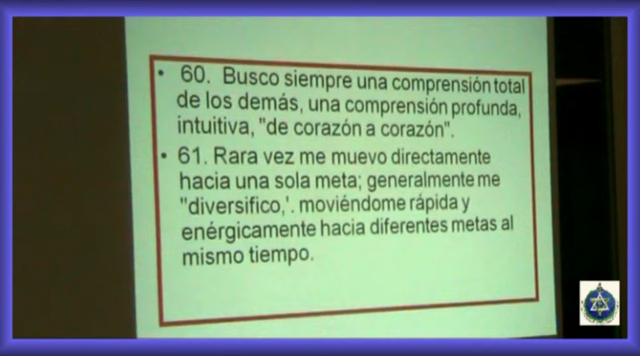 • 60. Busco siempre una comprensión total
de los demás, una comprensión profunda,
intuitiva, "de corazón a corazón".
• 61. Rara vez me muevo directamente
hacia una sola meta; generalmente me
"diversifico,'. moviéndome rápida y
enérgicamente hacia diferentes metas al
mismo tiempo.